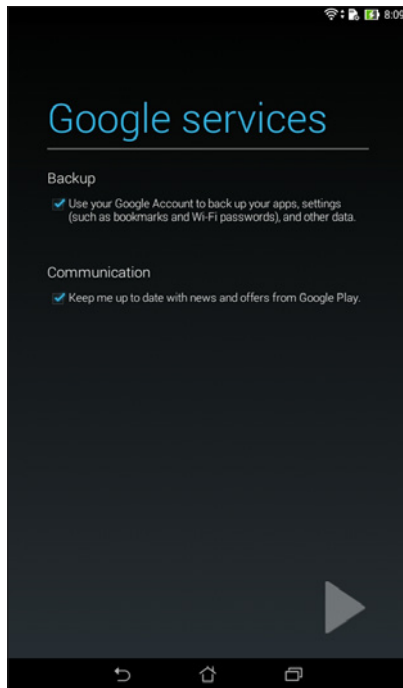 8:09
Google services
Backup
Use your Google Account to back up your apps, settings
(such as bookmarks and Wi-Fi passwords), and other data.
Communication
Keep me up to date with news and offers from Google Play.